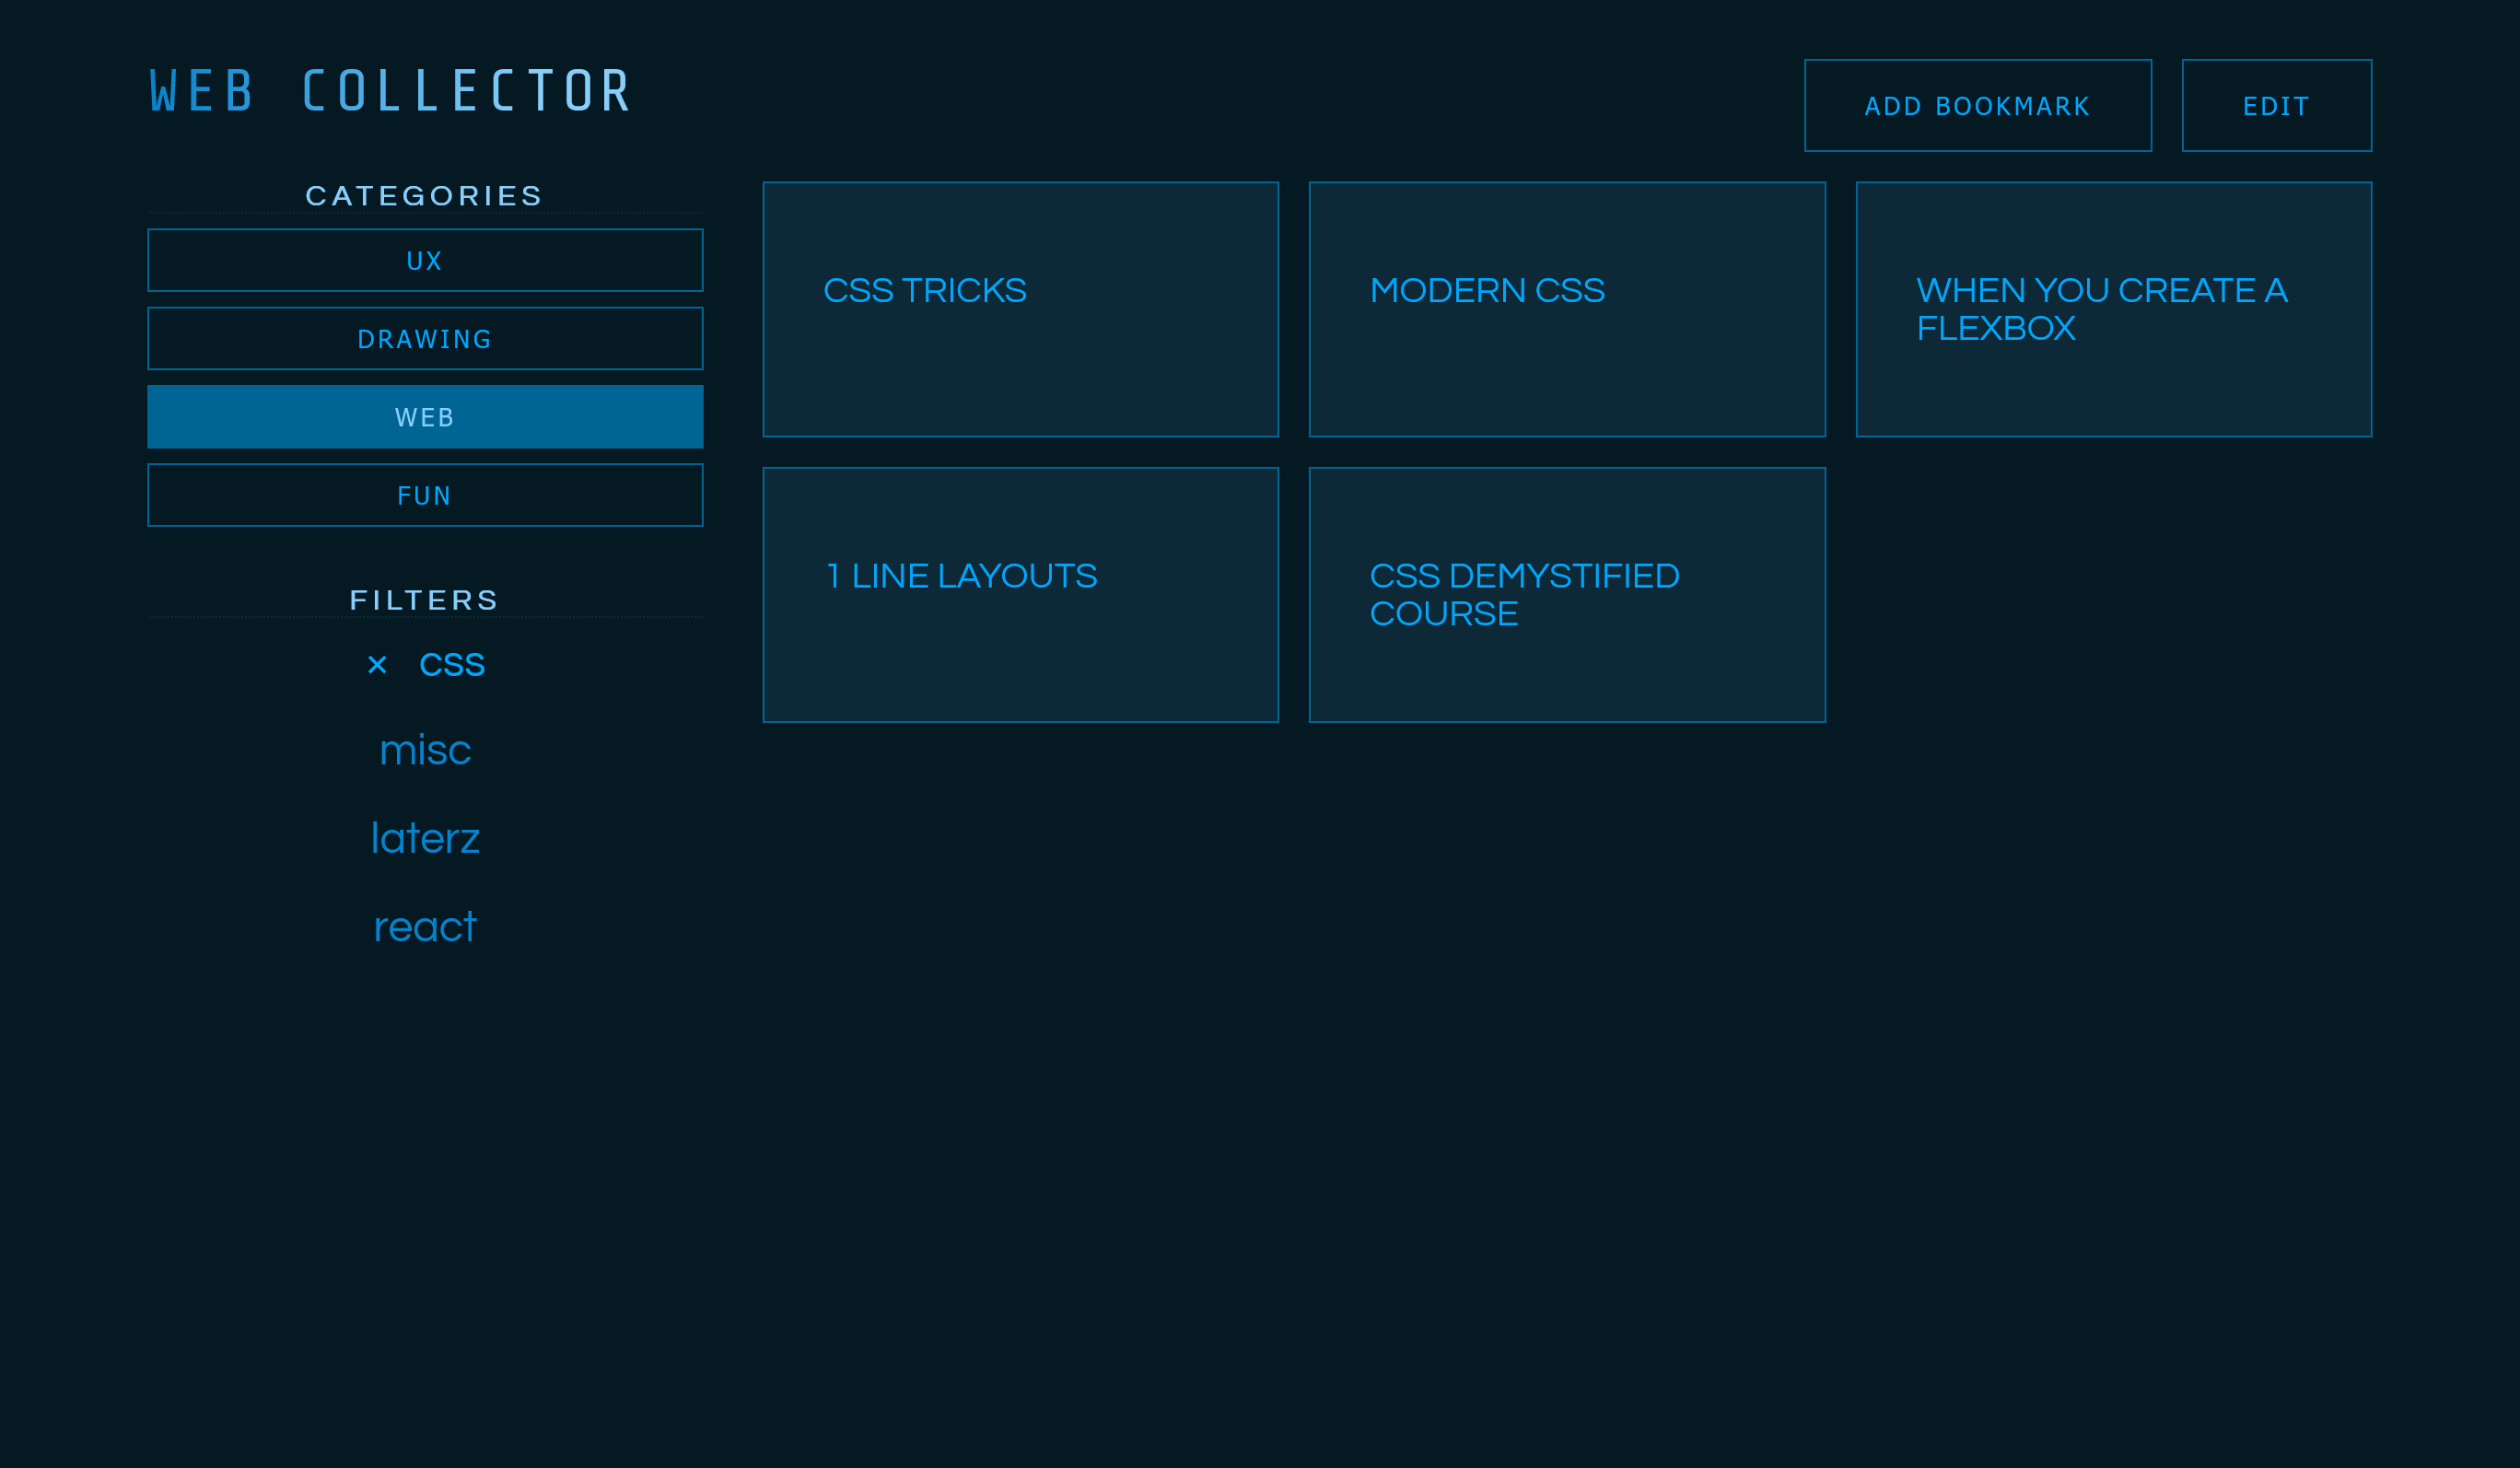 WEB COLLECTOR
ADD BOOKMARK
EDIT
CATEGORIES
UX
DRAWING
WEB
FUN
FILTERS
× CSS
misc
laterz
react
CSS TRICKS
MODERN CSS
WHEN YOU CREATE A
FLEXBOX
1 LINE LAYOUTS
CSS DEMYSTIFIED
COURSE